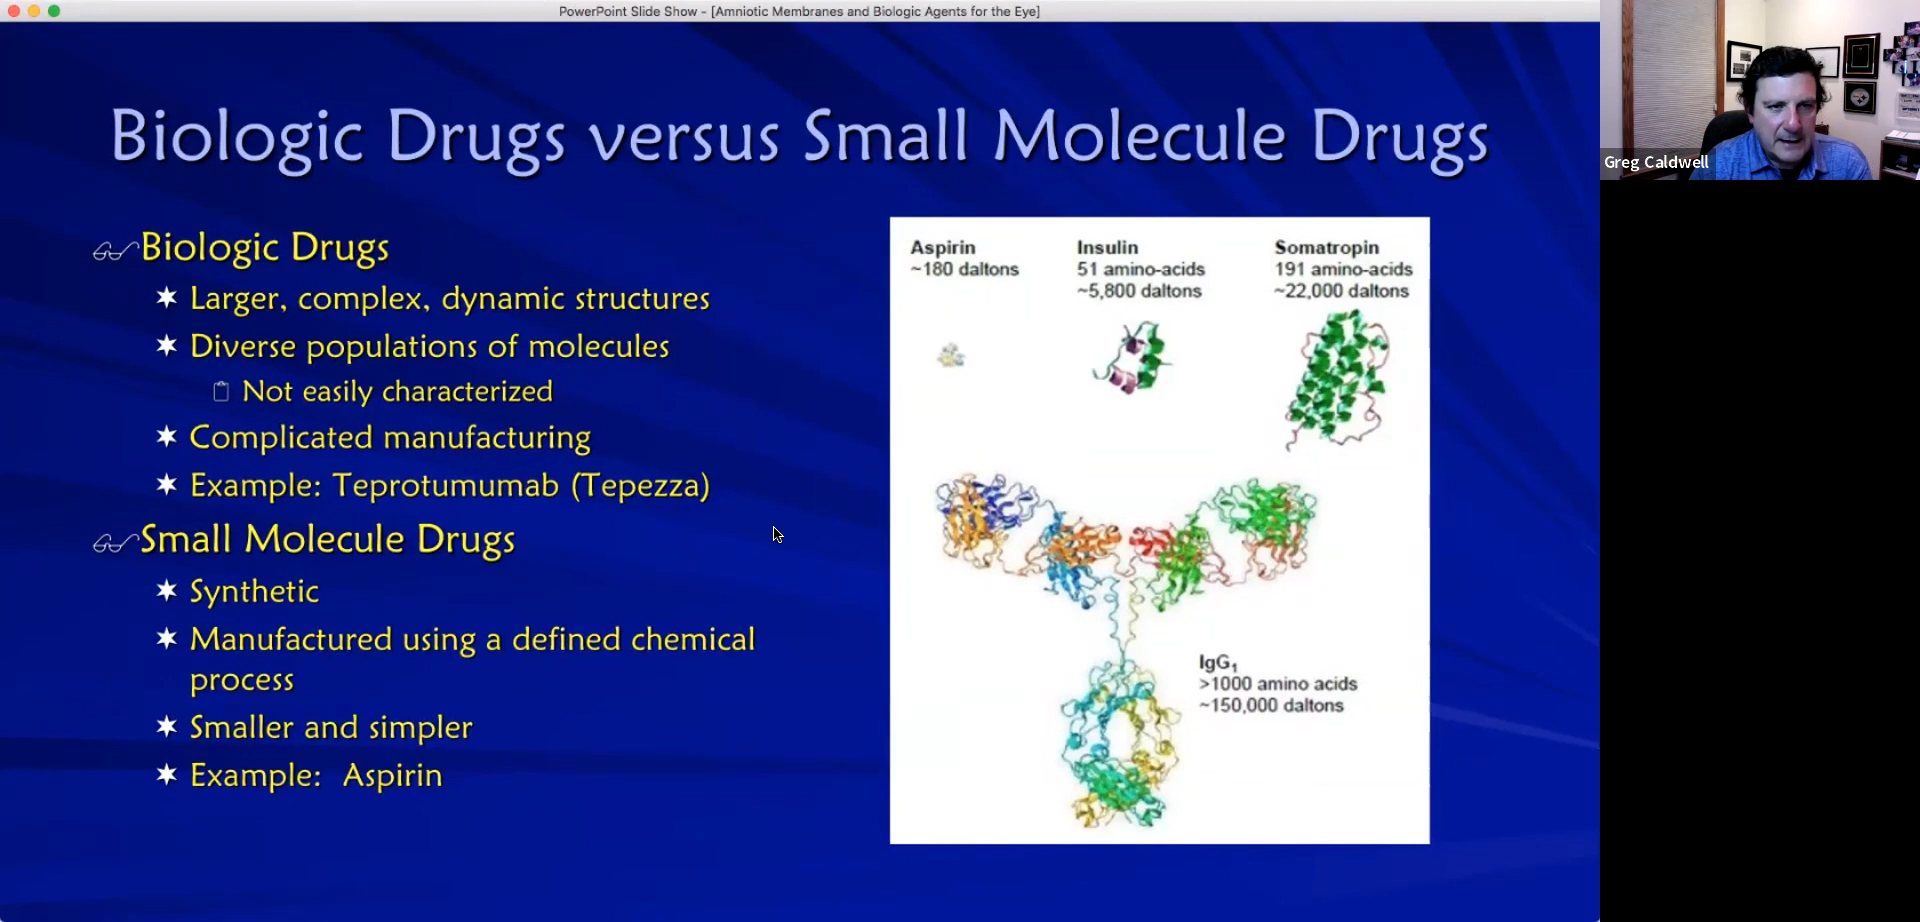 PowerPoint Slide Show - [Amniotic Membranes and Biologic Agents for the Eye]
Biologic Drugs versus Small Molecule Drugs
Biologic Drugs
Larger, complex, dynamic structures
Diverse populations of molecules
Not easily characterized
Complicated manufacturing
Example: Teprotumumab (Tepezza)
Small Molecule Drugs
Synthetic
Manufactured using a defined chemical
process
Smaller and simpler
Example: Aspirin
Aspirin
~180 daltons
Insulin
51 amino-acids
~5,800 daltons
Somatropin
191 amino-acids
~22,000 daltons
IgG₁
>1000 amino acids
~150,000 daltons
Greg Caldwell